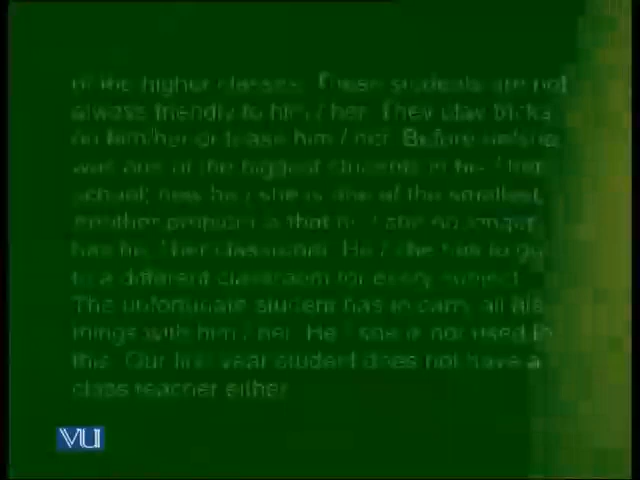 of the higher classes. These students are not
always friendly to him / her. They play tricks
on him/her or tease him / her. Before he/she
was one of the biggest students in his / her
school; now he / she is one of the smallest.
Another problem is that he / she no longer
has his / her classroom. He / she has to go
to a different classroom for every subject.
The unfortunate student has to carry all his
things with him / her. He / she is not used to
this. Our first year student does not have a
class teacher either
VU